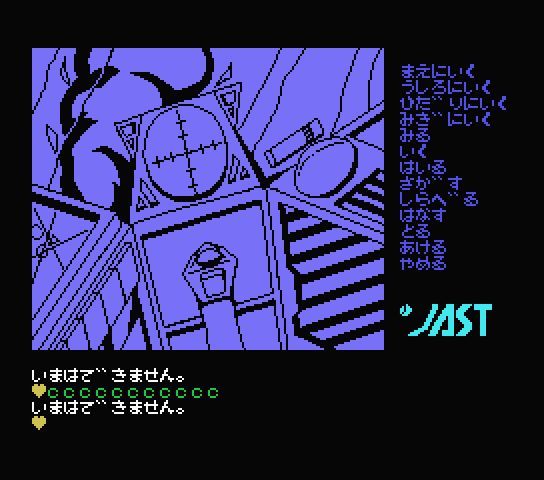 まえにいく
うしろにいく
ひだりにいく
みぎにいく
みる
いく
はいる
さがす
しらべる
はなす
とる
あける
やめる
JAST
いまはできません。
ccccccccccc
いまはできません。